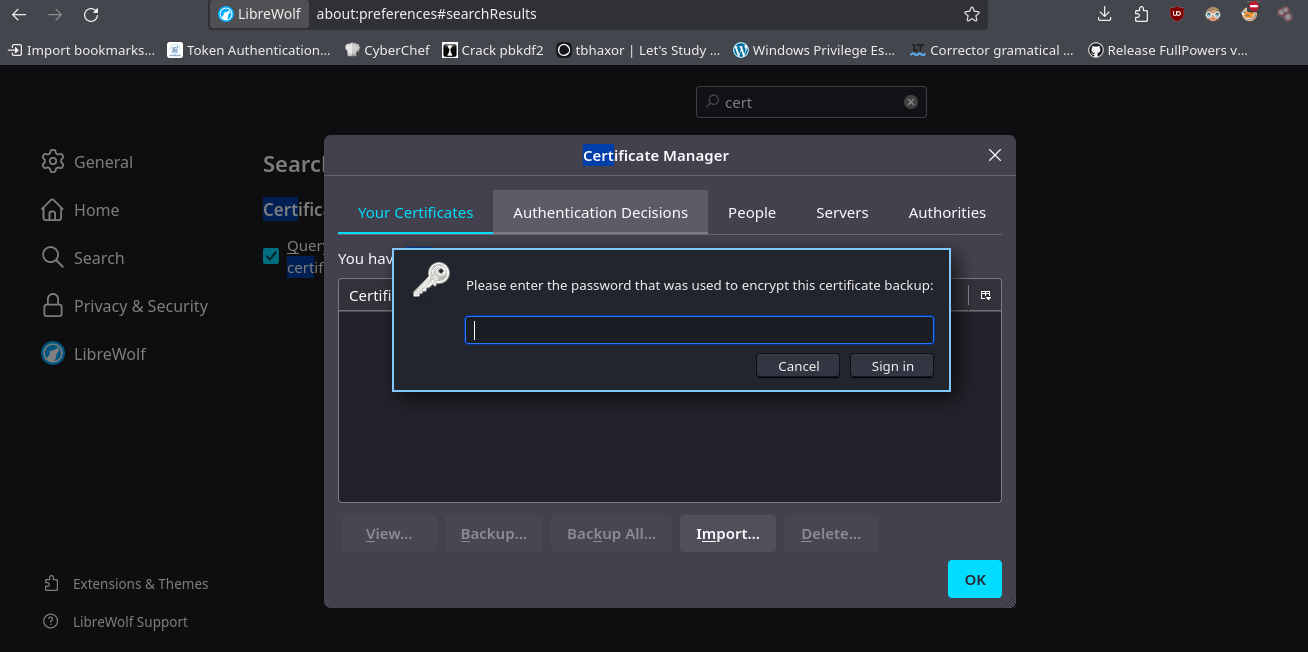 LibreWolf about:preferences#searchResults
Import bookmarks... Token Authentication... CyberChef Crack pbkdf2 tbhaxor | Let's Study ... Windows Privilege Es... Corrector gramatical ... Release FullPowers v...
cert
Certificate Manager
General
Home
Search
Privacy & Security
LibreWolf
Extensions & Themes
LibreWolf Support
Searc
Certific
Query
certif
Your Certificates Authentication Decisions People Servers Authorities
You hav
Certifi
Please enter the password that was used to encrypt this certificate backup:
Cancel Sign in
View... Backup... Backup All... Import... Delete...
OK